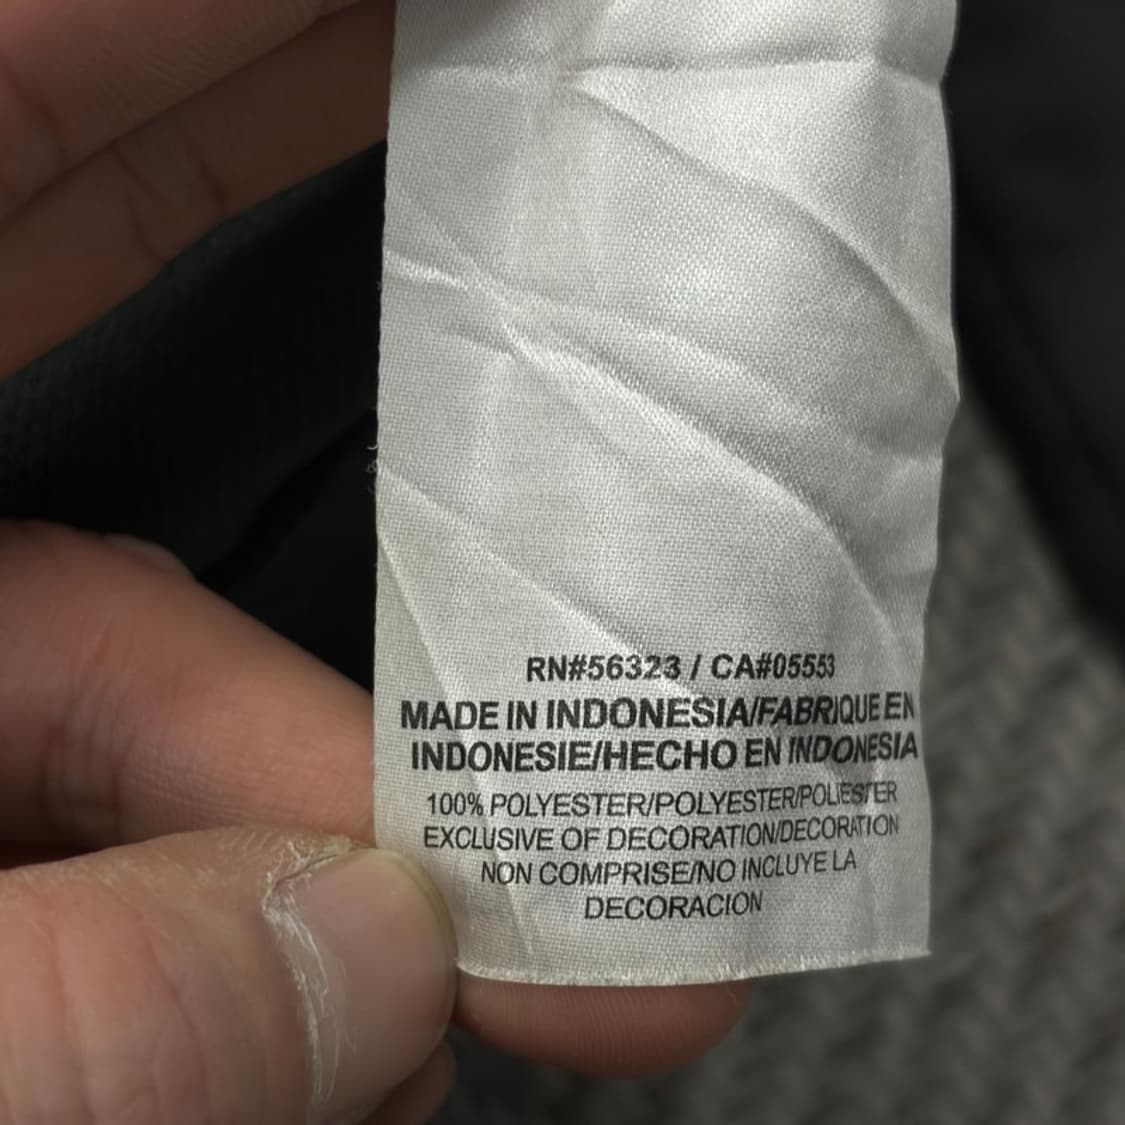 RN#56323 / CA#05553
MADE IN INDONESIA/FABRIQUE EN
INDONESIE/HECHO EN INDONESIA
100% POLYESTER/POLYESTER/POLIESTER
EXCLUSIVE OF DECORATION/DECORATION
NON COMPRISE/NO INCLUYE LA
DECORACION